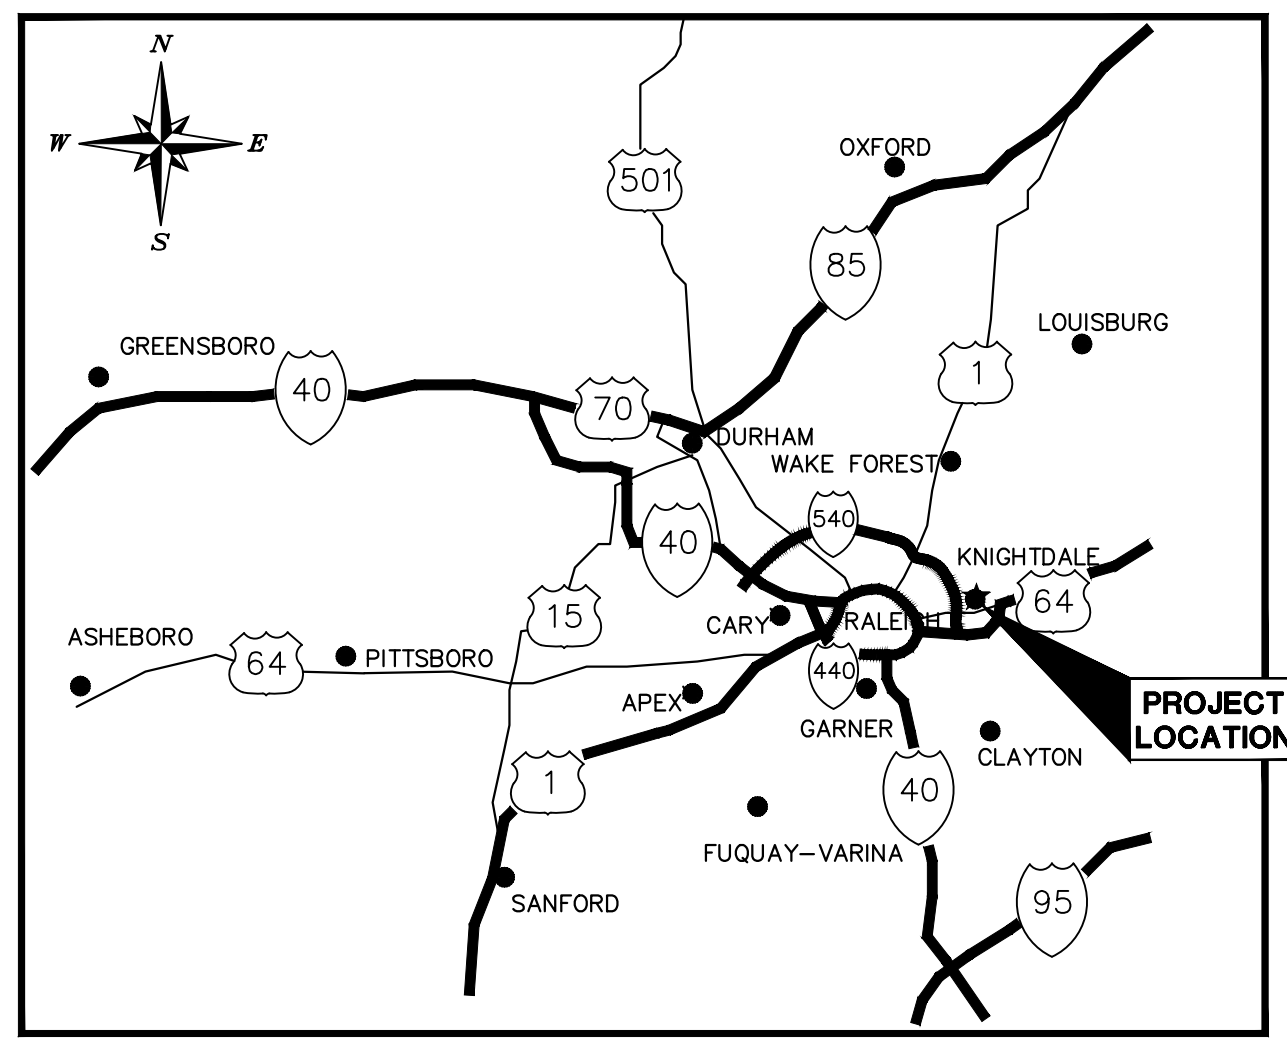 N
W
E
S
501
OXFORD
85
LOUISBURG
GREENSBORO
40
1
70
DURHAM
WAKE FOREST
540
40
KNIGHTDALE
64
15
CARY
RALEIGH
ASHEBORO
64
PITTSBORO
440
APEX
GARNER
PROJECT
LOCATION
CLAYTON
1
40
FUQUAY-VARINA
95
SANFORD